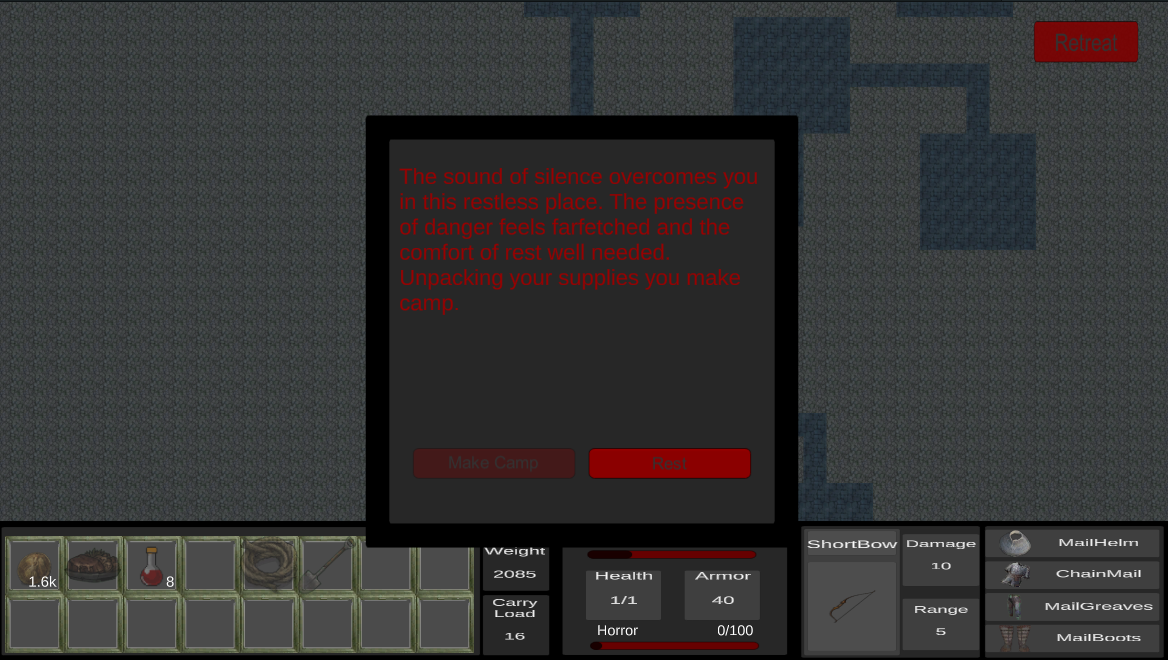 Retreat
The sound of silence overcomes you
in this restless place. The presence
of danger feels farfetched and the
comfort of rest well needed.
Unpacking your supplies you make
camp.
Make Camp
Rest
1.6k
8
Weight
2085
Carry
Load
16
Health
1/1
Armor
40
Horror
0/100
ShortBow
Damage
10
Range
5
MailHelm
ChainMail
MailGreaves
MailBoots